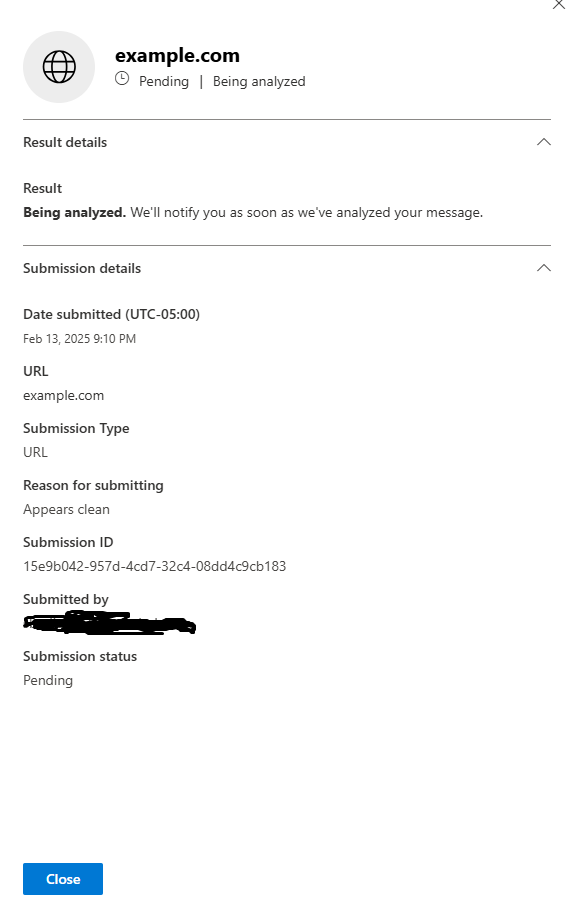 example.com
Pending | Being analyzed
Result details
Result
Being analyzed. We'll notify you as soon as we've analyzed your message.
Submission details
Date submitted (UTC-05:00)
Feb 13, 2025 9:10 PM
URL
example.com
Submission Type
URL
Reason for submitting
Appears clean
Submission ID
15e9b042-957d-4cd7-32c4-08dd4c9cb183
Submitted by
Submission status
Pending
Close